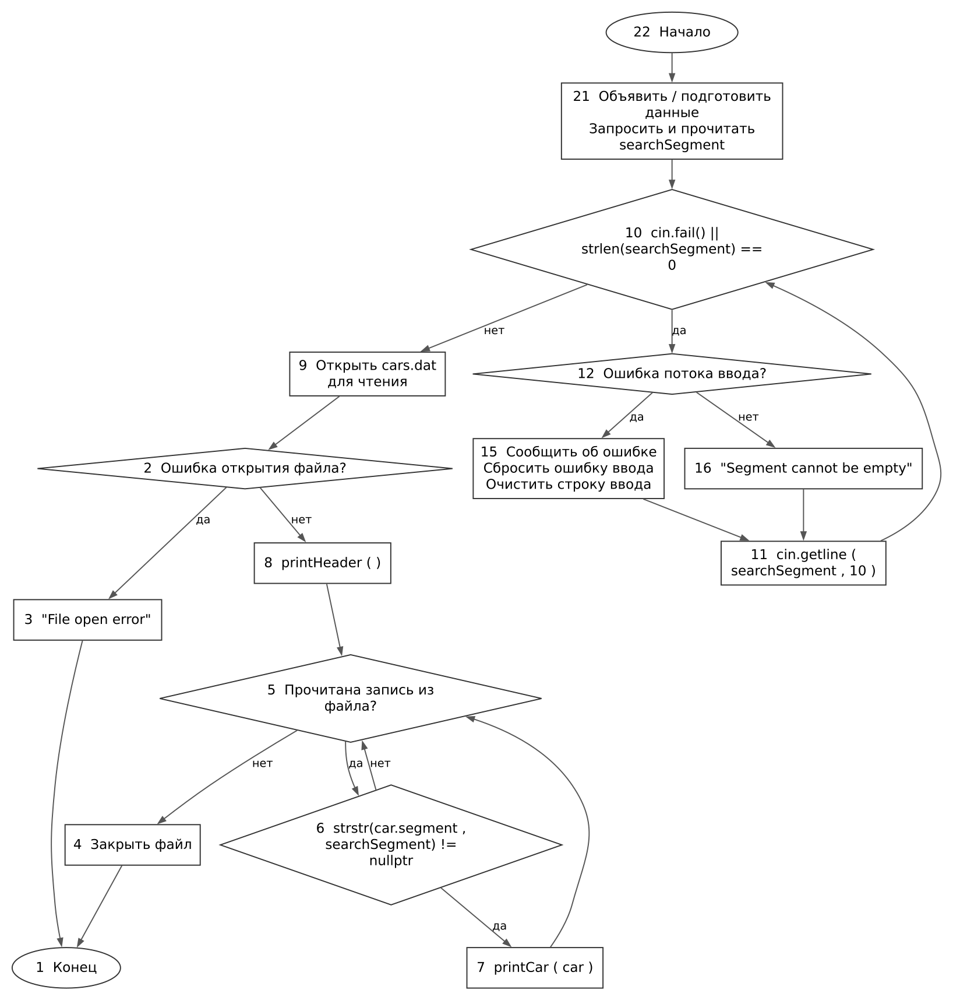 22  Начало
21  Объявить / подготовить
данные
Запросить и прочитать
searchSegment
10  cin.fail() ||
strlen(searchSegment) ==
0
нет
да
9  Открыть cars.dat
для чтения
12  Ошибка потока ввода?
да
нет
2  Ошибка открытия файла?
15  Сообщить об ошибке
Сбросить ошибку ввода
Очистить строку ввода
16  "Segment cannot be empty"
да
нет
8  printHeader ( )
11  cin.getline (
searchSegment , 10 )
3  "File open error"
5  Прочитана запись из
файла?
нет
да
нет
4  Закрыть файл
6  strstr(car.segment ,
searchSegment) !=
nullptr
да
1  Конец
7  printCar ( car )